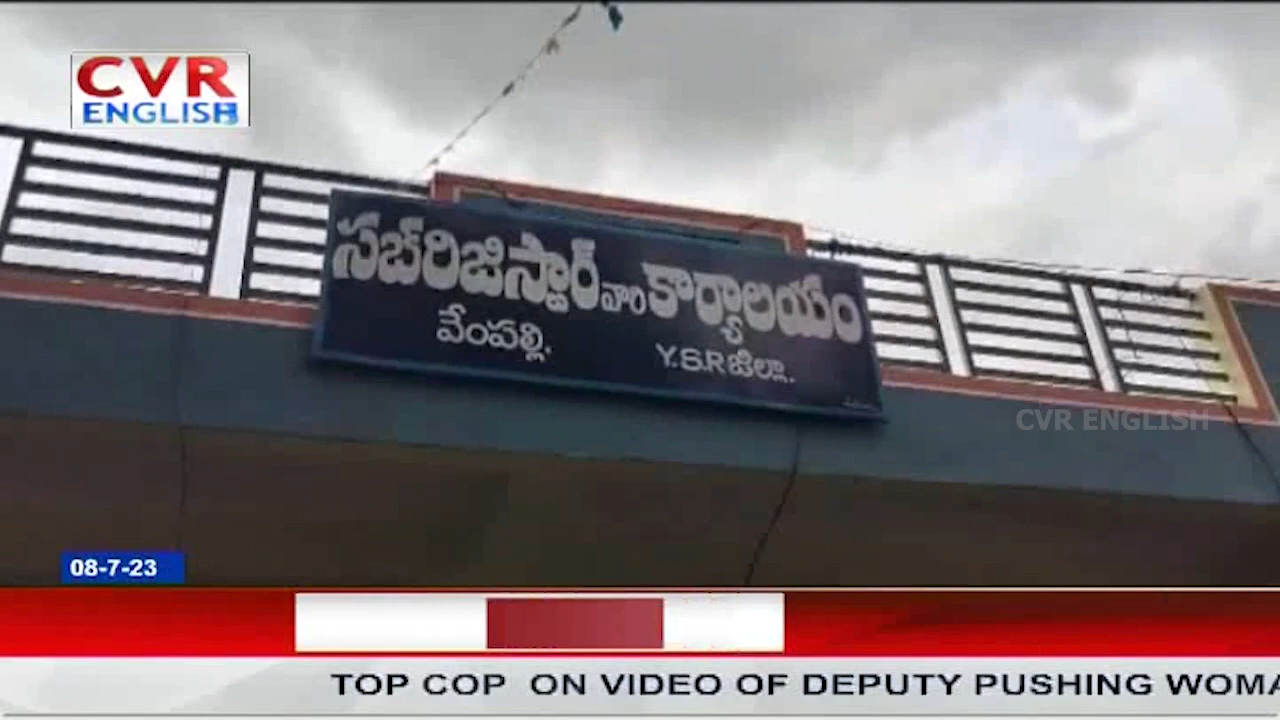 CVR
ENGLISH
సబ్‌రిజిస్ట్రార్ వారి కార్యాలయం
వేంపల్లి.
Y.S.R జిల్లా.
CVR ENGLISH
08-7-23
TOP COP ON VIDEO OF DEPUTY PUSHING WOMA